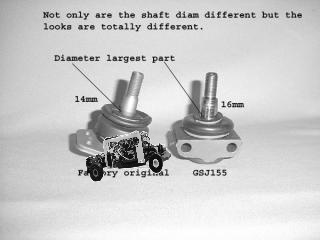 Not only are the shaft diam different but the
looks are totally different.
Diameter largest part
14mm
16mm
Factory original
GSJ155